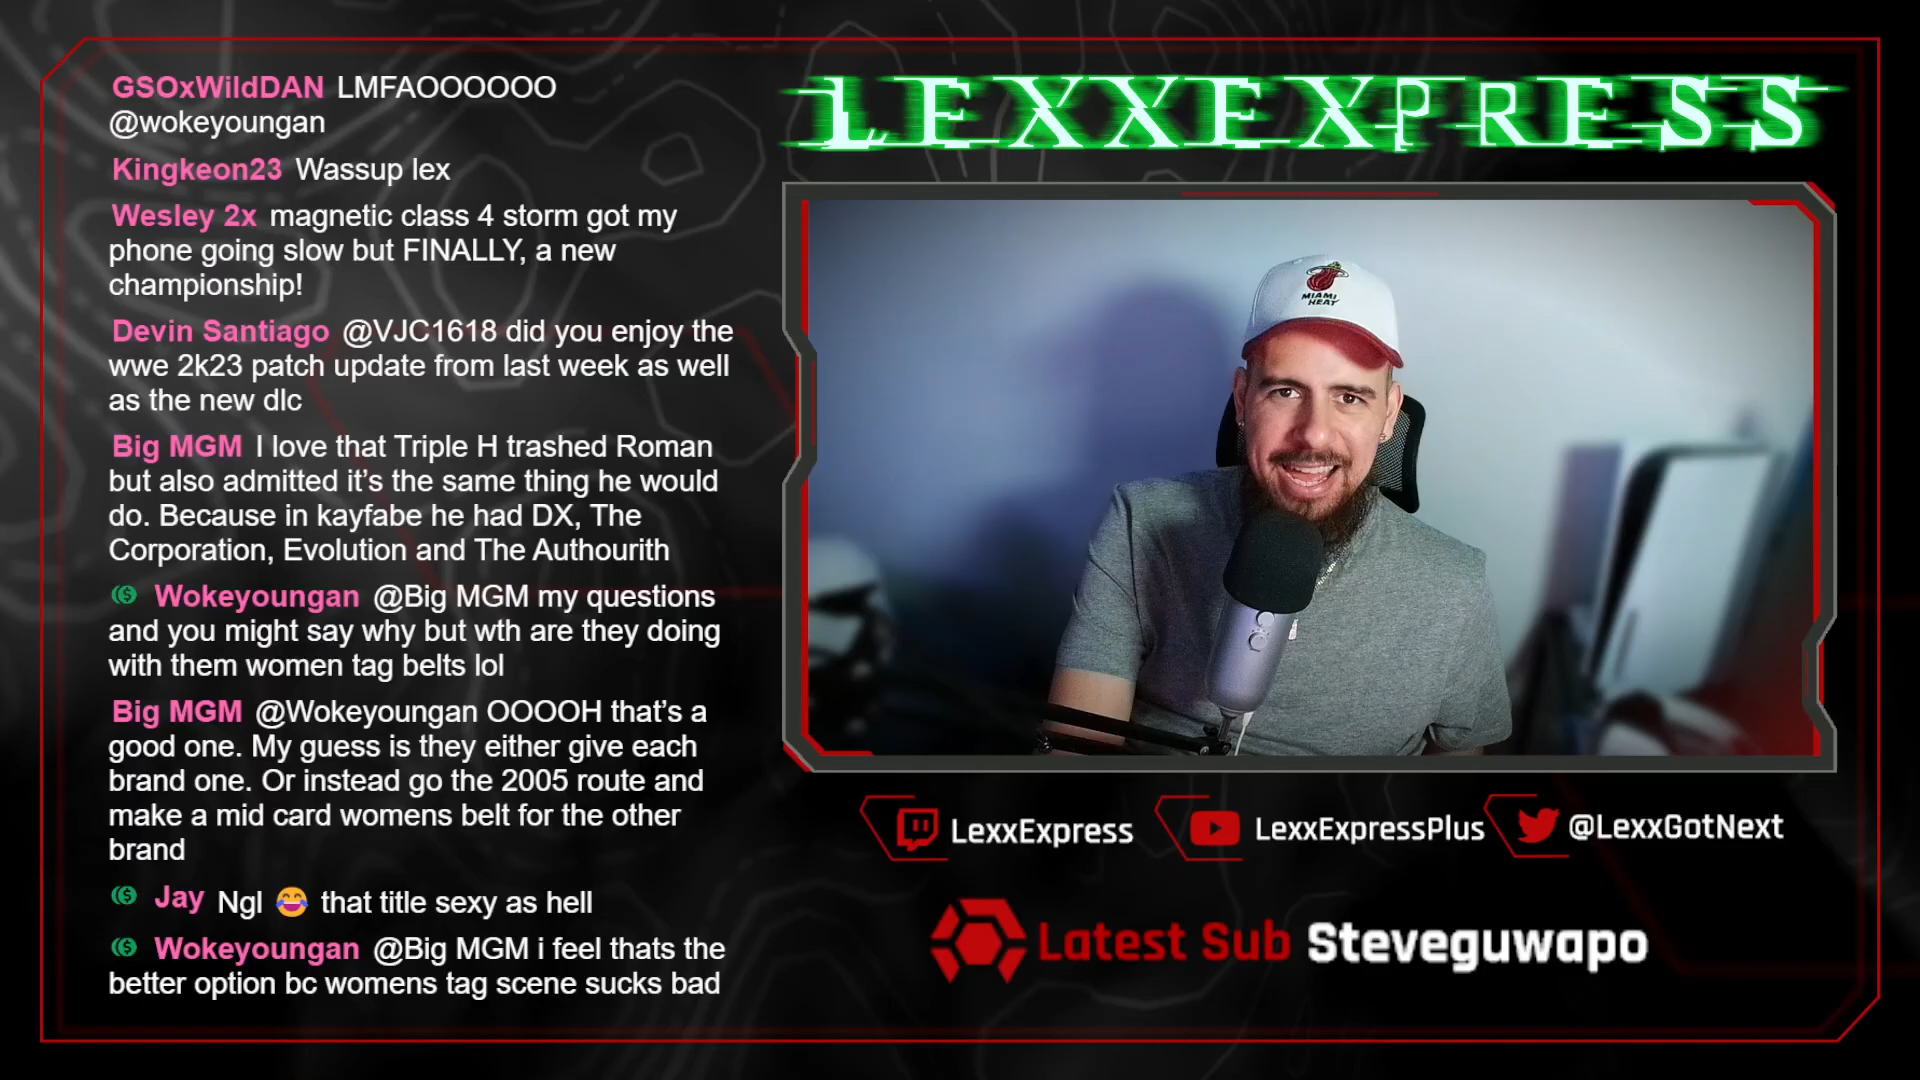 GSOxWildDAN LMFAOOOOOO
@wokeyoungan
Kingkeon23 Wassup lex
Wesley 2x magnetic class 4 storm got my
phone going slow but FINALLY, a new
championship!
Devin Santiago @VJC1618 did you enjoy the
wwe 2k23 patch update from last week as well
as the new dlc
Big MGM I love that Triple H trashed Roman
but also admitted it’s the same thing he would
do. Because in kayfabe he had DX, The
Corporation, Evolution and The Authourith
Wokeyoungan @Big MGM my questions
and you might say why but wth are they doing
with them women tag belts lol
Big MGM @Wokeyoungan OOOOH that’s a
good one. My guess is they either give each
brand one. Or instead go the 2005 route and
make a mid card womens belt for the other
brand
Jay Ngl 😂 that title sexy as hell
Wokeyoungan @Big MGM i feel thats the
better option bc womens tag scene sucks bad
LEXXEXPRESS
MIAMI
HEAT
LexxExpress
LexxExpressPlus
@LexxGotNext
Latest Sub Steveguwapo